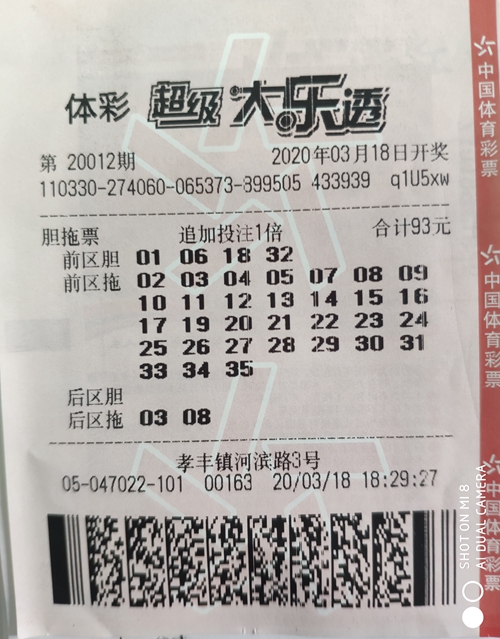 体彩 超级大乐透
第 20012期 2020年03月18日开奖
110330-274060-065373-899505 433939 q1U5xw
胆拖票 追加投注1倍 合计93元
前区胆 01 06 18 32
前区拖 02 03 04 05 07 08 09
10 11 12 13 14 15 16
17 19 20 21 22 23 24
25 26 27 28 29 30 31
33 34 35
后区胆
后区拖 03 08
孝丰镇河滨路3号
05-047022-101 00163 20/03/18 18:29:27
中国体育彩票
中国体育彩票
中国体育彩票
SHOT ON MI 8
AI DUAL CAMERA